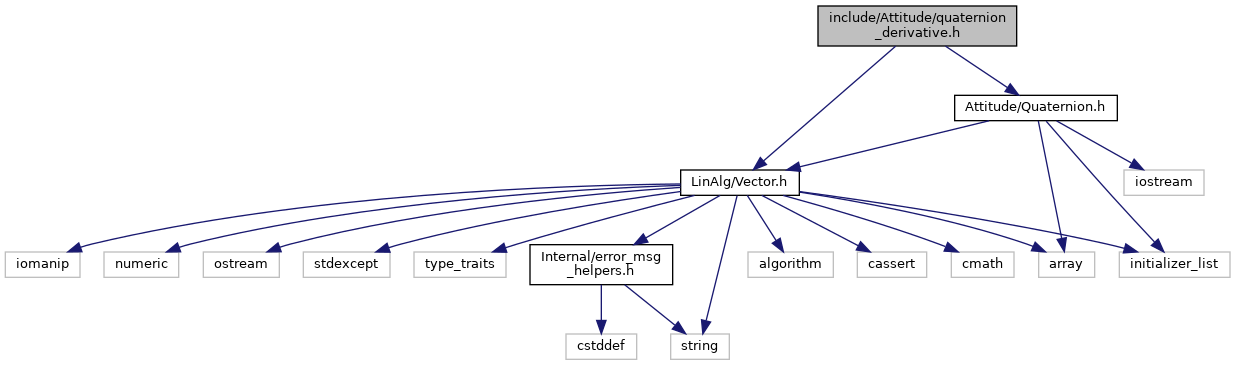 include/Attitude/quaternion
_derivative.h
Attitude/Quaternion.h
LinAlg/Vector.h
iostream
iomanip
numeric
ostream
stdexcept
type_traits
Internal/error_msg
_helpers.h
algorithm
cassert
cmath
array
initializer_list
cstddef
string